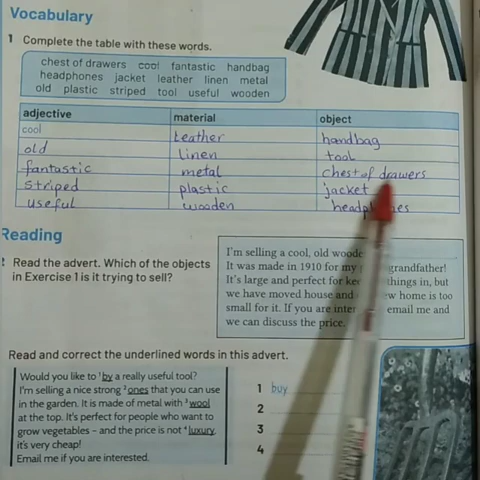 Vocabulary
1 Complete the table with these words.
chest of drawers cool fantastic handbag
headphones jacket leather linen metal
old plastic striped tool useful wooden
adjective material object
cool leather handbag
old linen tool
fantastic metal chest of drawers
striped plastic jacket
useful wooden
Reading
Read the advert. Which of the objects
in Exercise 1 is it trying to sell?
I'm selling a cool, old
It was made in 1910 for my grandfather!
It's large and perfect for things in, but
we have moved house and home is too
small for it. If you are email me and
we can discuss the price.
Read and correct the underlined words in this advert.
Would you like to ¹by a really useful tool?
I'm selling a nice strong ²ones that you can use
in the garden. It is made of metal with ³wool
at the top. It's perfect for people who want to
grow vegetables – and the price is not ⁴luxury,
it's very cheap!
Email me if you are interested.
1 buy
2
3
4